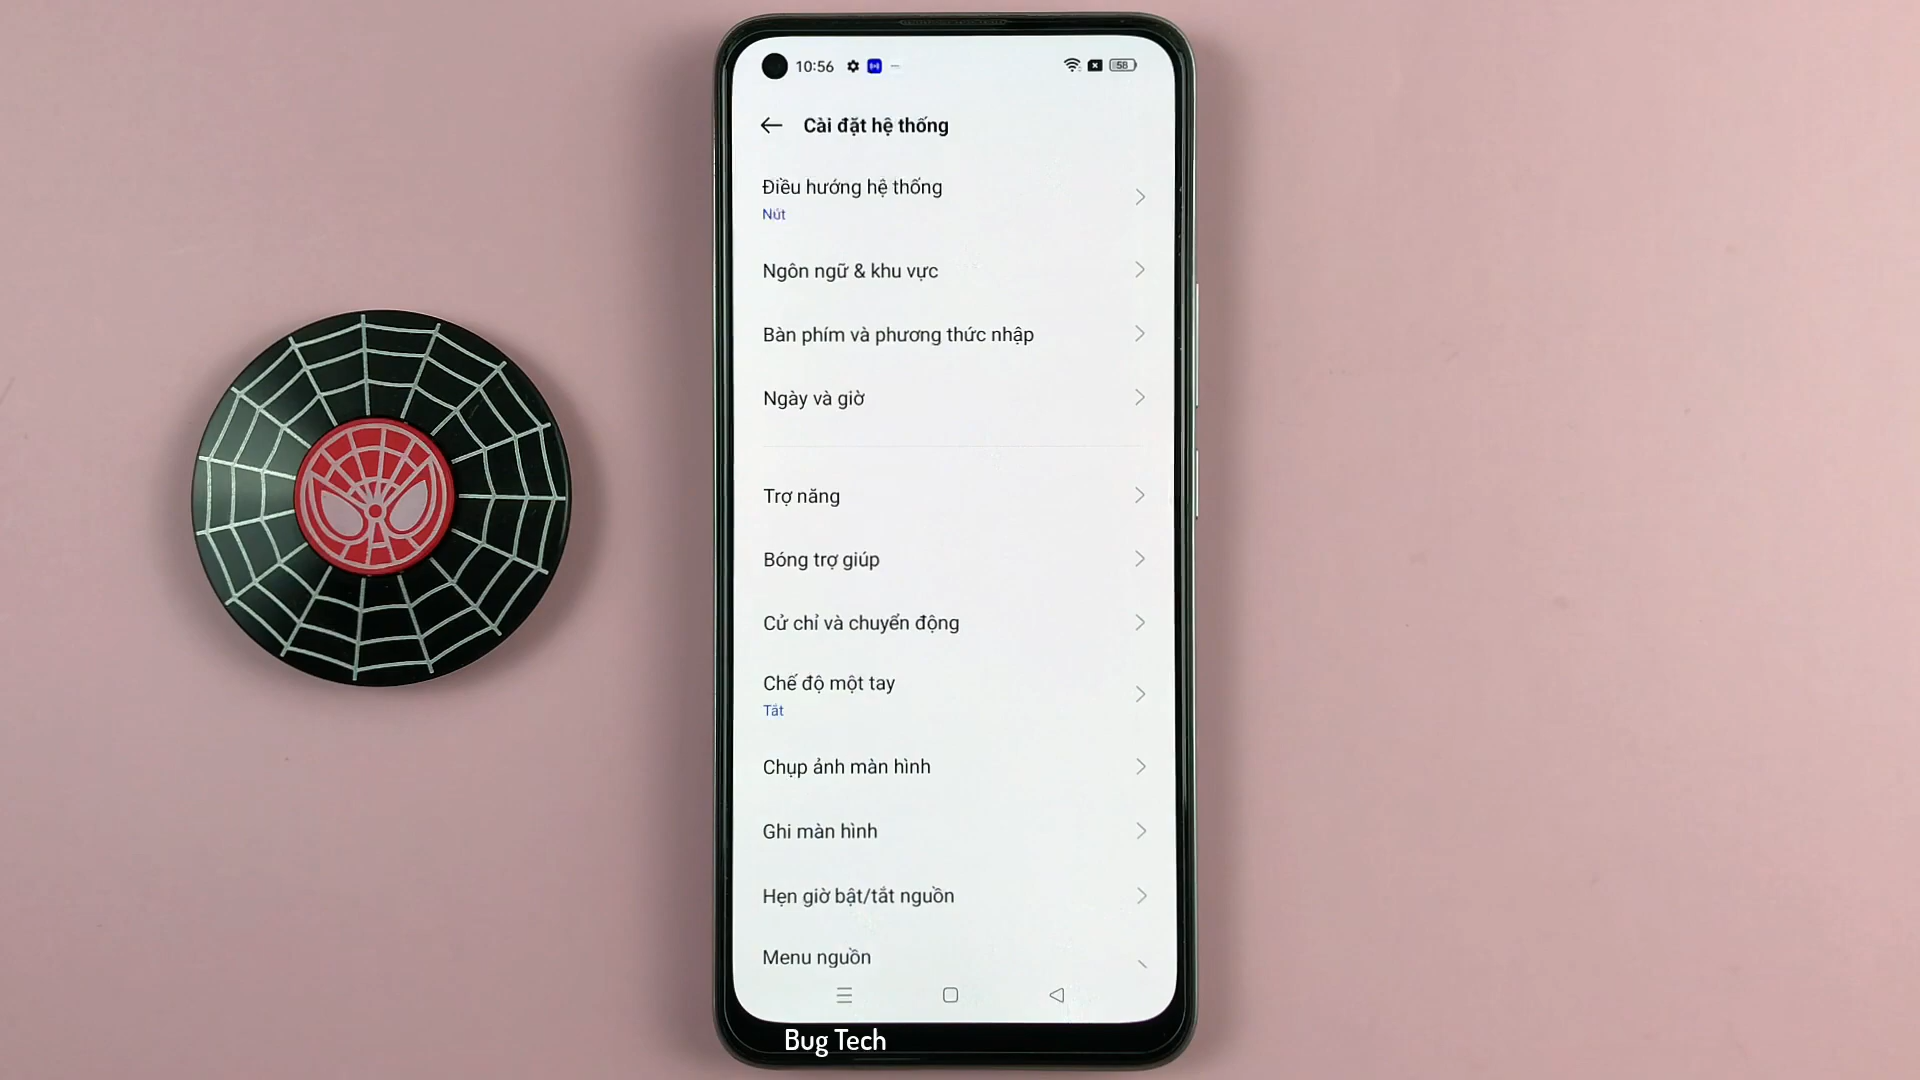 10:56
58
Cài đặt hệ thống
Điều hướng hệ thống
Nút
Ngôn ngữ & khu vực
Bàn phím và phương thức nhập
Ngày và giờ
Trợ năng
Bóng trợ giúp
Cử chỉ và chuyển động
Chế độ một tay
Tắt
Chụp ảnh màn hình
Ghi màn hình
Hẹn giờ bật/tắt nguồn
Menu nguồn
Bug Tech